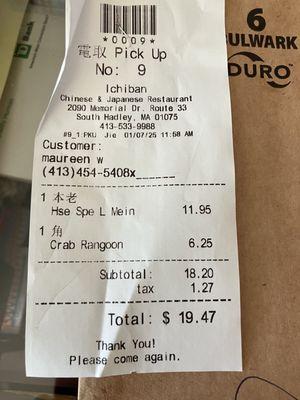 *0009*
電取 Pick Up
No: 9
Ichiban
Chinese & Japanese Restaurant
2090 Memorial Dr. Route 33
South Hadley, MA 01075
413-533-9988
#9_1:PKU Jie 01/07/25 11:58 AM
Customer:
maureen w
(413)454-5408x______
1 本老
Hse Spe L Mein 11.95
1 角
Crab Rangoon 6.25
Subtotal: 18.20
tax 1.27
Total: $ 19.47
Thank You!
Please come again.
6
BULWARK
DURO
Bank